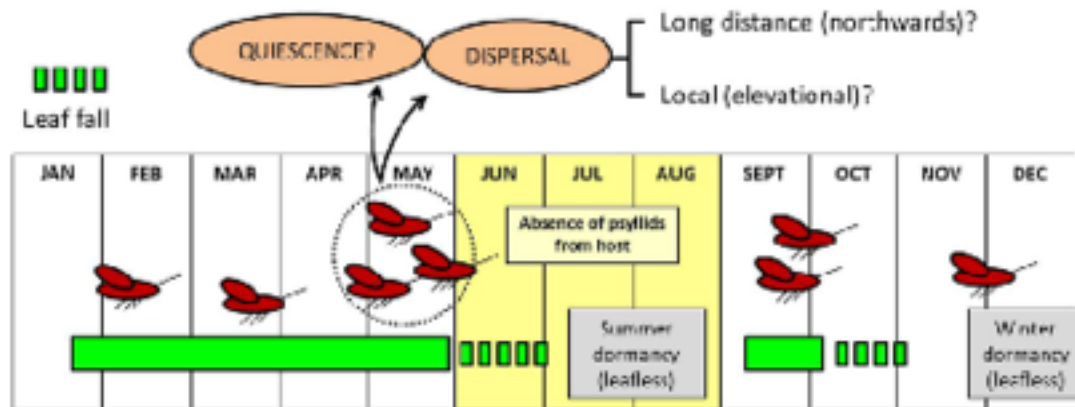 QUIESCENCE?
DISPERSAL
Long distance (northwards)?
Local (elevational)?
Leaf fall
JAN
FEB
MAR
APR
MAY
JUN
JUL
AUG
SEPT
OCT
NOV
DEC
Absence of psyllids
from host
Summer
dormancy
(leafless)
Winter
dormancy
(leafless)